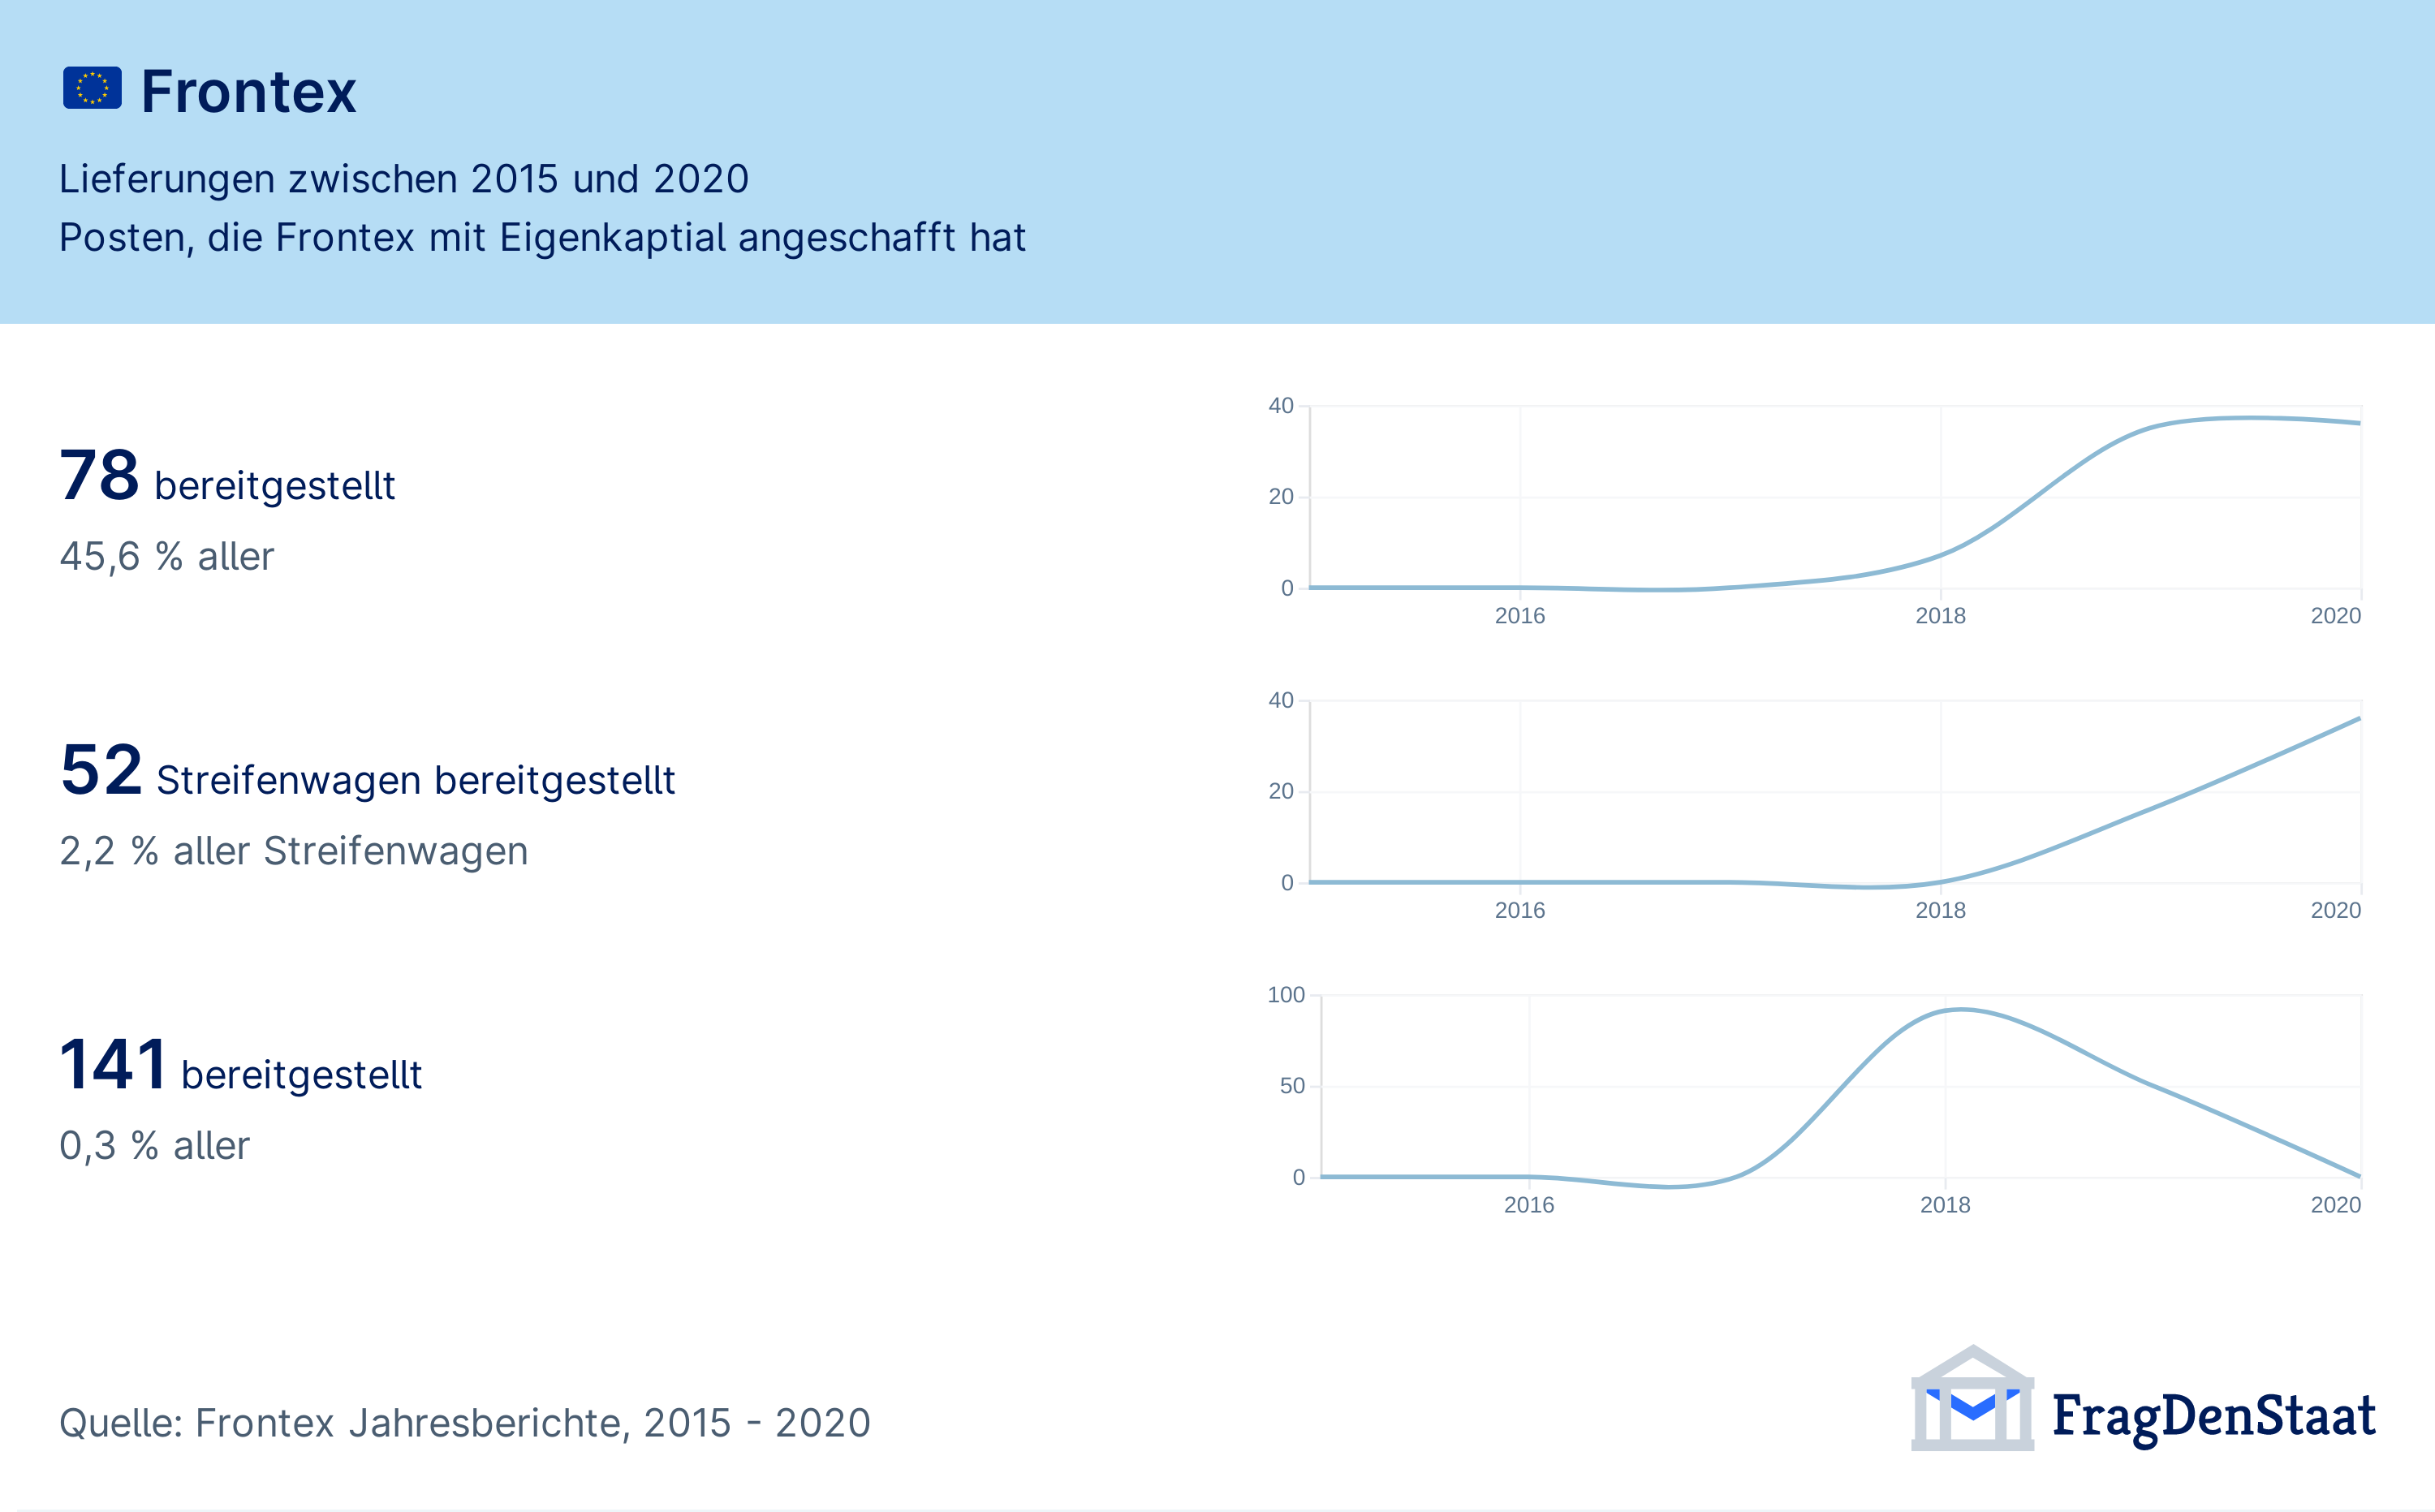 Frontex
Lieferungen zwischen 2015 und 2020
Posten, die Frontex mit Eigenkaptial angeschafft hat
78 bereitgestellt
45,6 % aller
40
20
0
2016
2018
2020
52 Streifenwagen bereitgestellt
2,2 % aller Streifenwagen
40
20
0
2016
2018
2020
141 bereitgestellt
0,3 % aller
100
50
0
2016
2018
2020
Quelle: Frontex Jahresberichte, 2015 - 2020
FragDenStaat